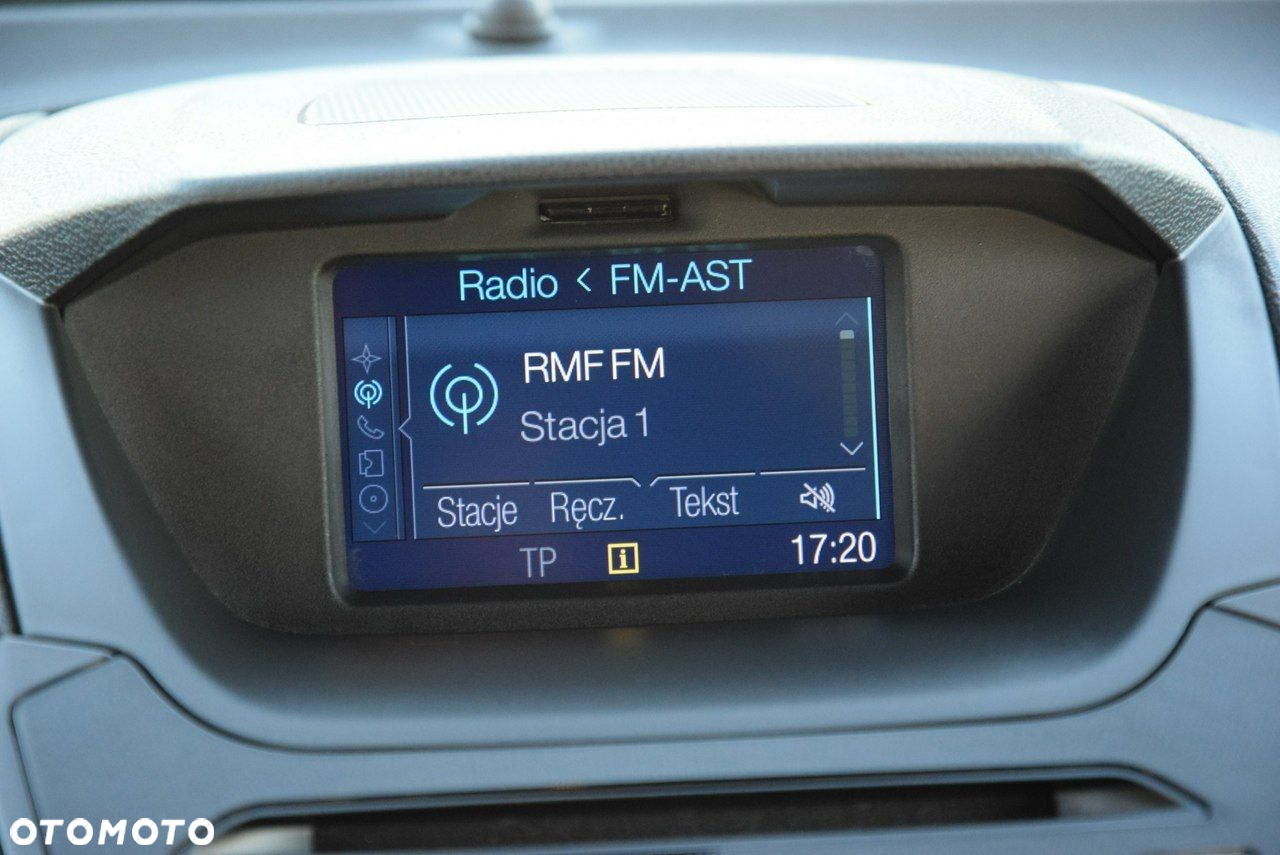 Radio < FM-AST
RMF FM
Stacja 1
Stacje Ręcz. Tekst
TP i 17:20
OTOMOTO